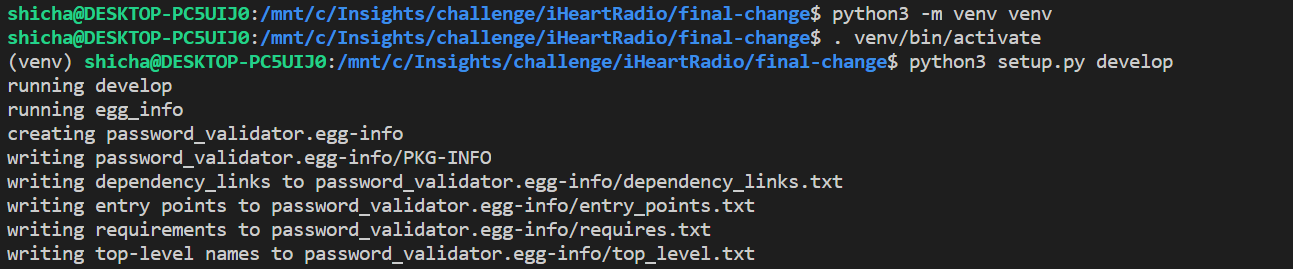 shicha@DESKTOP-PC5UIJ0:/mnt/c/Insights/challenge/iHeartRadio/final-change$ python3 -m venv venv
shicha@DESKTOP-PC5UIJ0:/mnt/c/Insights/challenge/iHeartRadio/final-change$ . venv/bin/activate
(venv) shicha@DESKTOP-PC5UIJ0:/mnt/c/Insights/challenge/iHeartRadio/final-change$ python3 setup.py develop
running develop
running egg_info
creating password_validator.egg-info
writing password_validator.egg-info/PKG-INFO
writing dependency_links to password_validator.egg-info/dependency_links.txt
writing entry points to password_validator.egg-info/entry_points.txt
writing requirements to password_validator.egg-info/requires.txt
writing top-level names to password_validator.egg-info/top_level.txt